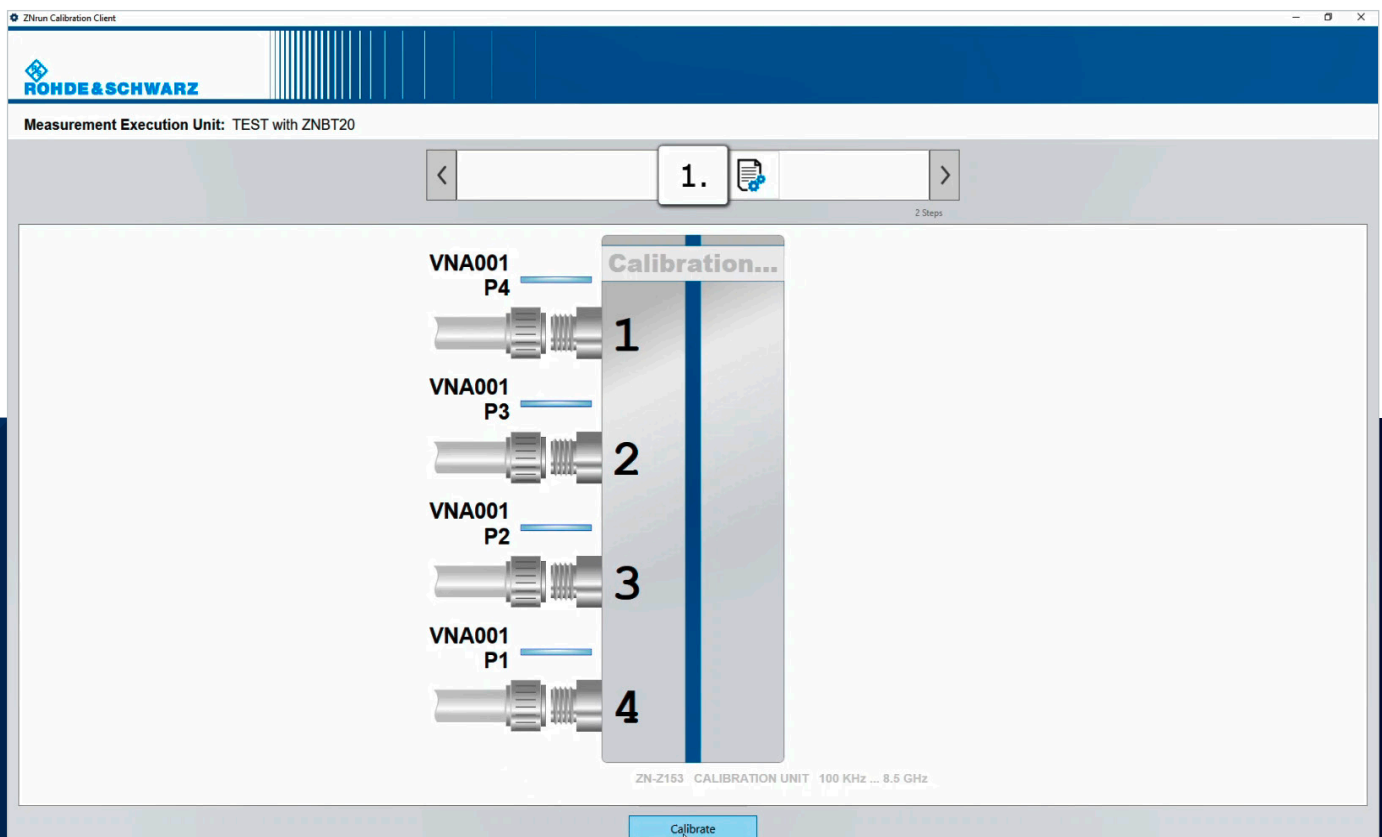 ZNrun Calibration Client
ROHDE&SCHWARZ
Measurement Execution Unit: TEST with ZNBT20
1.
2 Steps
Calibration...
VNA001
P4
1
VNA001
P3
2
VNA001
P2
3
VNA001
P1
4
ZN-Z153 CALIBRATION UNIT 100 KHz ... 8.5 GHz
Calibrate